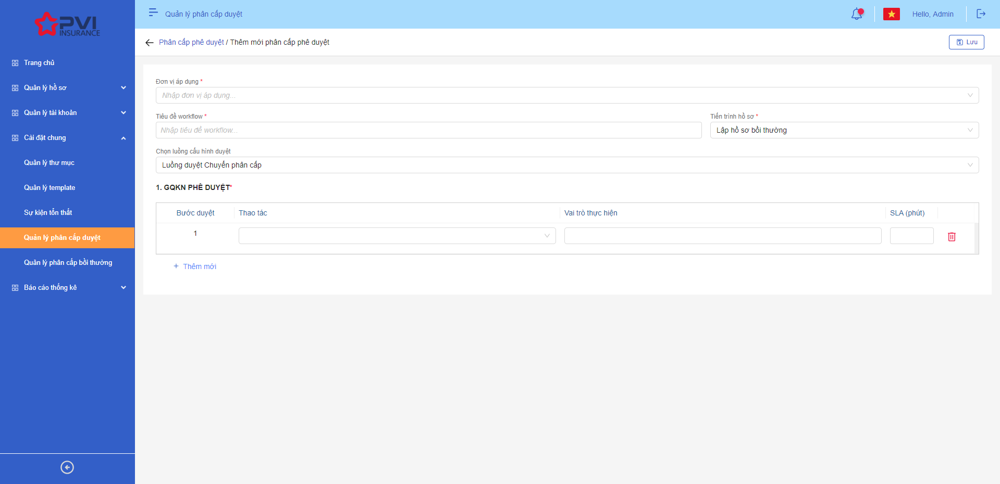 PVI
INSURANCE
Trang chủ
Quản lý hồ sơ
Quản lý tài khoản
Cài đặt chung
Quản lý thư mục
Quản lý template
Sự kiện tổn thất
Quản lý phân cấp duyệt
Quản lý phân cấp bồi thường
Báo cáo thống kê
Quản lý phân cấp duyệt
Hello, Admin
Phân cấp phê duyệt / Thêm mới phân cấp phê duyệt
Lưu
Đơn vị áp dụng *
Nhập đơn vị áp dụng...
Tiêu đề workflow *
Tiến trình hồ sơ *
Nhập tiêu đề workflow...
Lập hồ sơ bồi thường
Chọn luồng cấu hình duyệt
Luồng duyệt Chuyển phân cấp
1. GQKN PHÊ DUYỆT*
Bước duyệt Thao tác Vai trò thực hiện SLA (phút)
1
+ Thêm mới